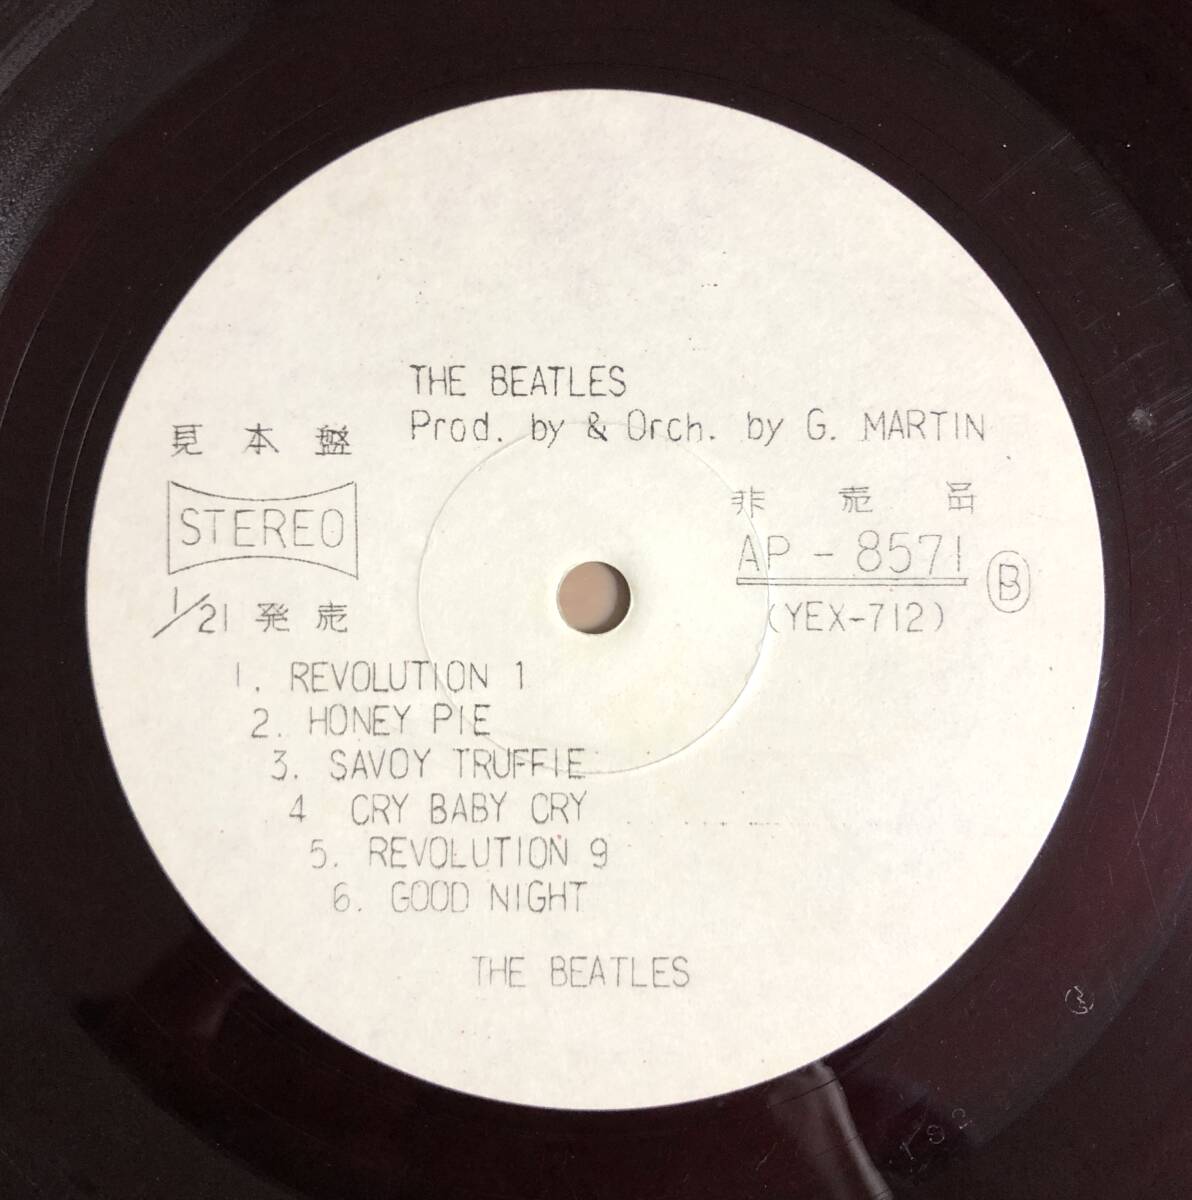 THE BEATLES
Prod. by & Orch. by G. MARTIN
見本盤
STEREO
1/21 発売
非売品
AP-8571 B
(YEX-712)
1. REVOLUTION 1
2. HONEY PIE
3. SAVOY TRUFFIE
4 CRY BABY CRY
5. REVOLUTION 9
6. GOOD NIGHT
THE BEATLES